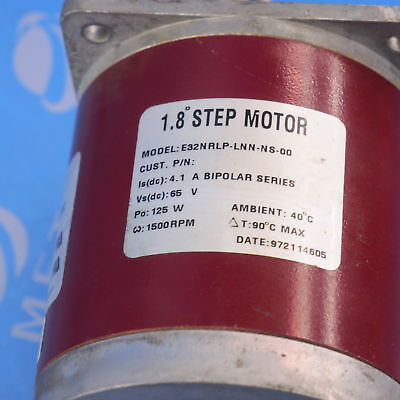 1.8° STEP MOTOR
MODEL:E32NRLP-LNN-NS-00
CUST. P/N:
Is(dc): 4.1 A BIPOLAR SERIES
Vs(dc): 65 V
Po: 125 W AMBIENT: 40°C
ω: 1500RPM ΔT:90°C MAX
DATE:972114605